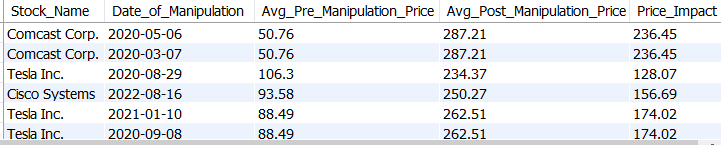 Stock_Name Date_of_Manipulation Avg_Pre_Manipulation_Price Avg_Post_Manipulation_Price Price_Impact
Comcast Corp. 2020-05-06 50.76 287.21 236.45
Comcast Corp. 2020-03-07 50.76 287.21 236.45
Tesla Inc. 2020-08-29 106.3 234.37 128.07
Cisco Systems 2022-08-16 93.58 250.27 156.69
Tesla Inc. 2021-01-10 88.49 262.51 174.02
Tesla Inc. 2020-09-08 88.49 262.51 174.02